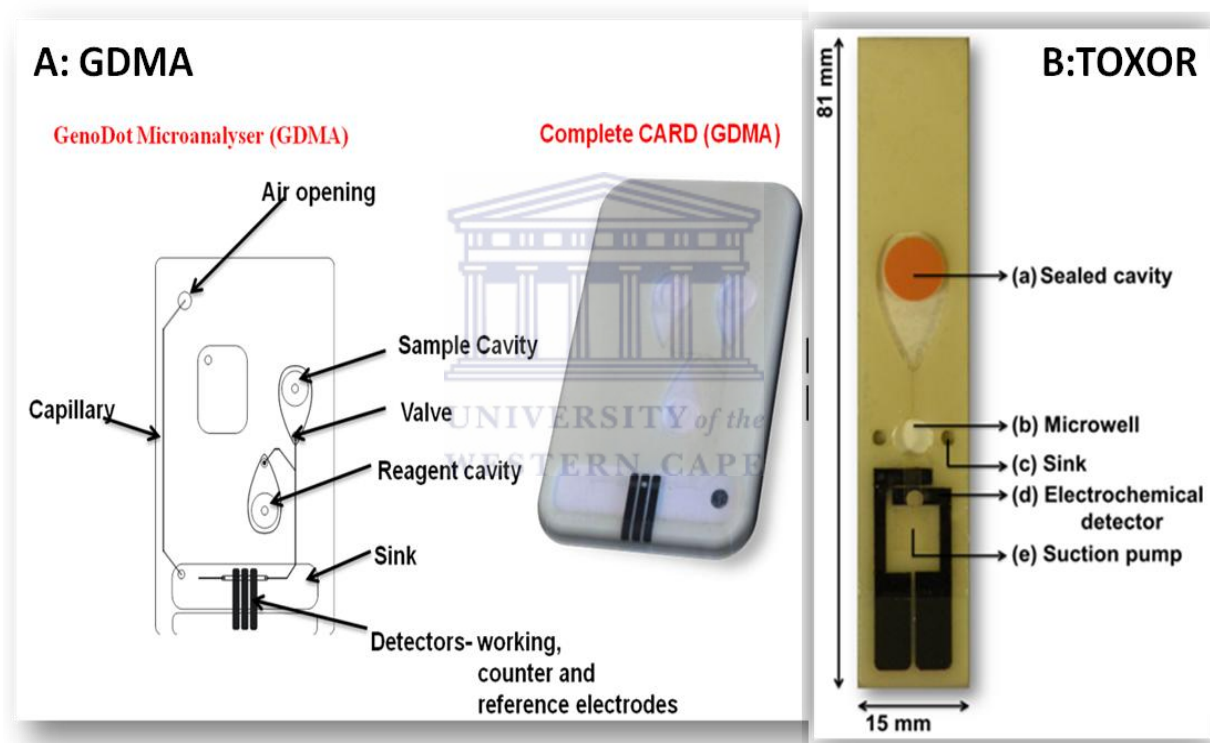 A: GDMA
GenoDot Microanalyser (GDMA)
Complete CARD (GDMA)
Air opening
Sample Cavity
Capillary
Valve
Reagent cavity
Sink
Detectors- working,
counter and
reference electrodes
UNIVERSITY of the
WESTERN CAPE
B:TOXOR
81 mm
(a) Sealed cavity
(b) Microwell
(c) Sink
(d) Electrochemical
detector
(e) Suction pump
15 mm